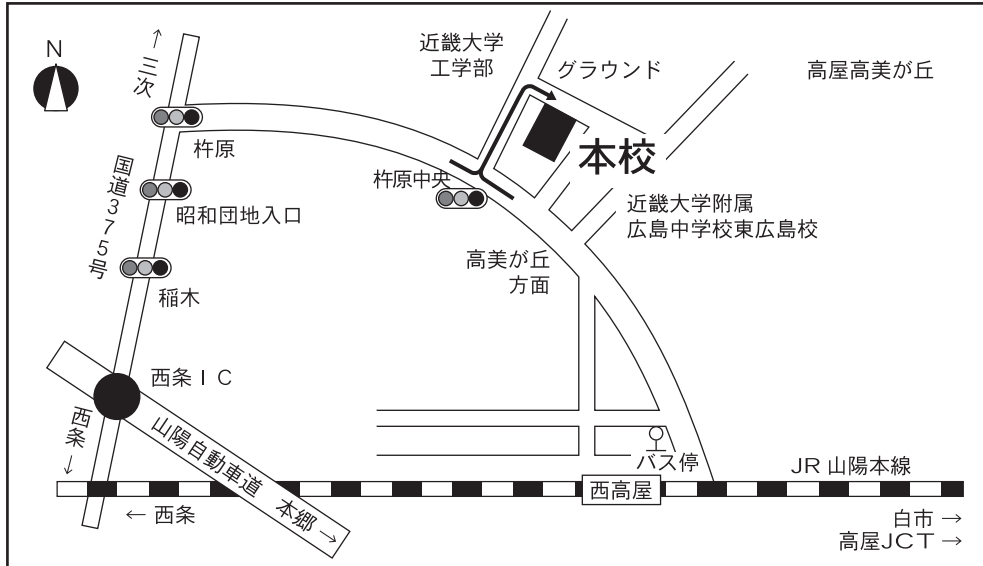 N
↑
三次
近畿大学
工学部
グラウンド
高屋高美が丘
杵原
本校
国道375号
杵原中央
昭和団地入口
近畿大学附属
広島中学校東広島校
高美が丘
方面
稲木
西条ＩＣ
西条
↓
山陽自動車道 本郷→
バス停
JR 山陽本線
西高屋
← 西条
白市 →
高屋JCT →